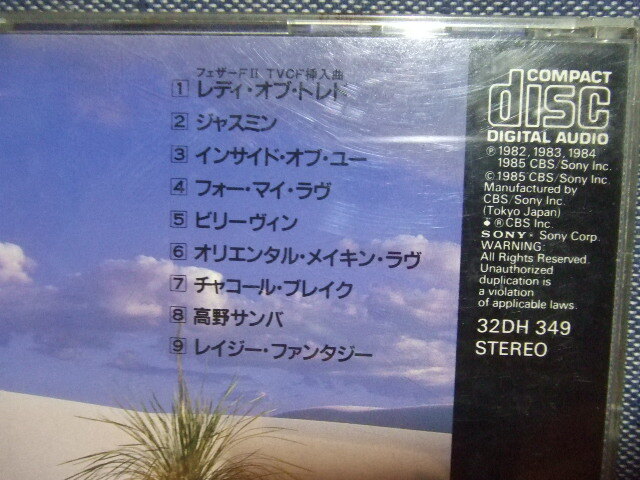 フェザーFⅡ TVCF挿入曲
1 レディ・オブ・トレド
2 ジャスミン
3 インサイド・オブ・ユー
4 フォー・マイ・ラヴ
5 ビリーヴィン
6 オリエンタル・メイキン・ラヴ
7 チャコール・ブレイク
8 高野サンバ
9 レイジー・ファンタジー
COMPACT
disc
DIGITAL AUDIO
℗1982, 1983, 1984
1985 CBS/Sony Inc.
©1985 CBS/Sony Inc.
Manufactured by
CBS/Sony Inc.
(Tokyo Japan)
®CBS Inc.
SONY® Sony Corp.
WARNING:
All Rights Reserved.
Unauthorized
duplication is
a violation
of applicable laws.
32DH 349
STEREO